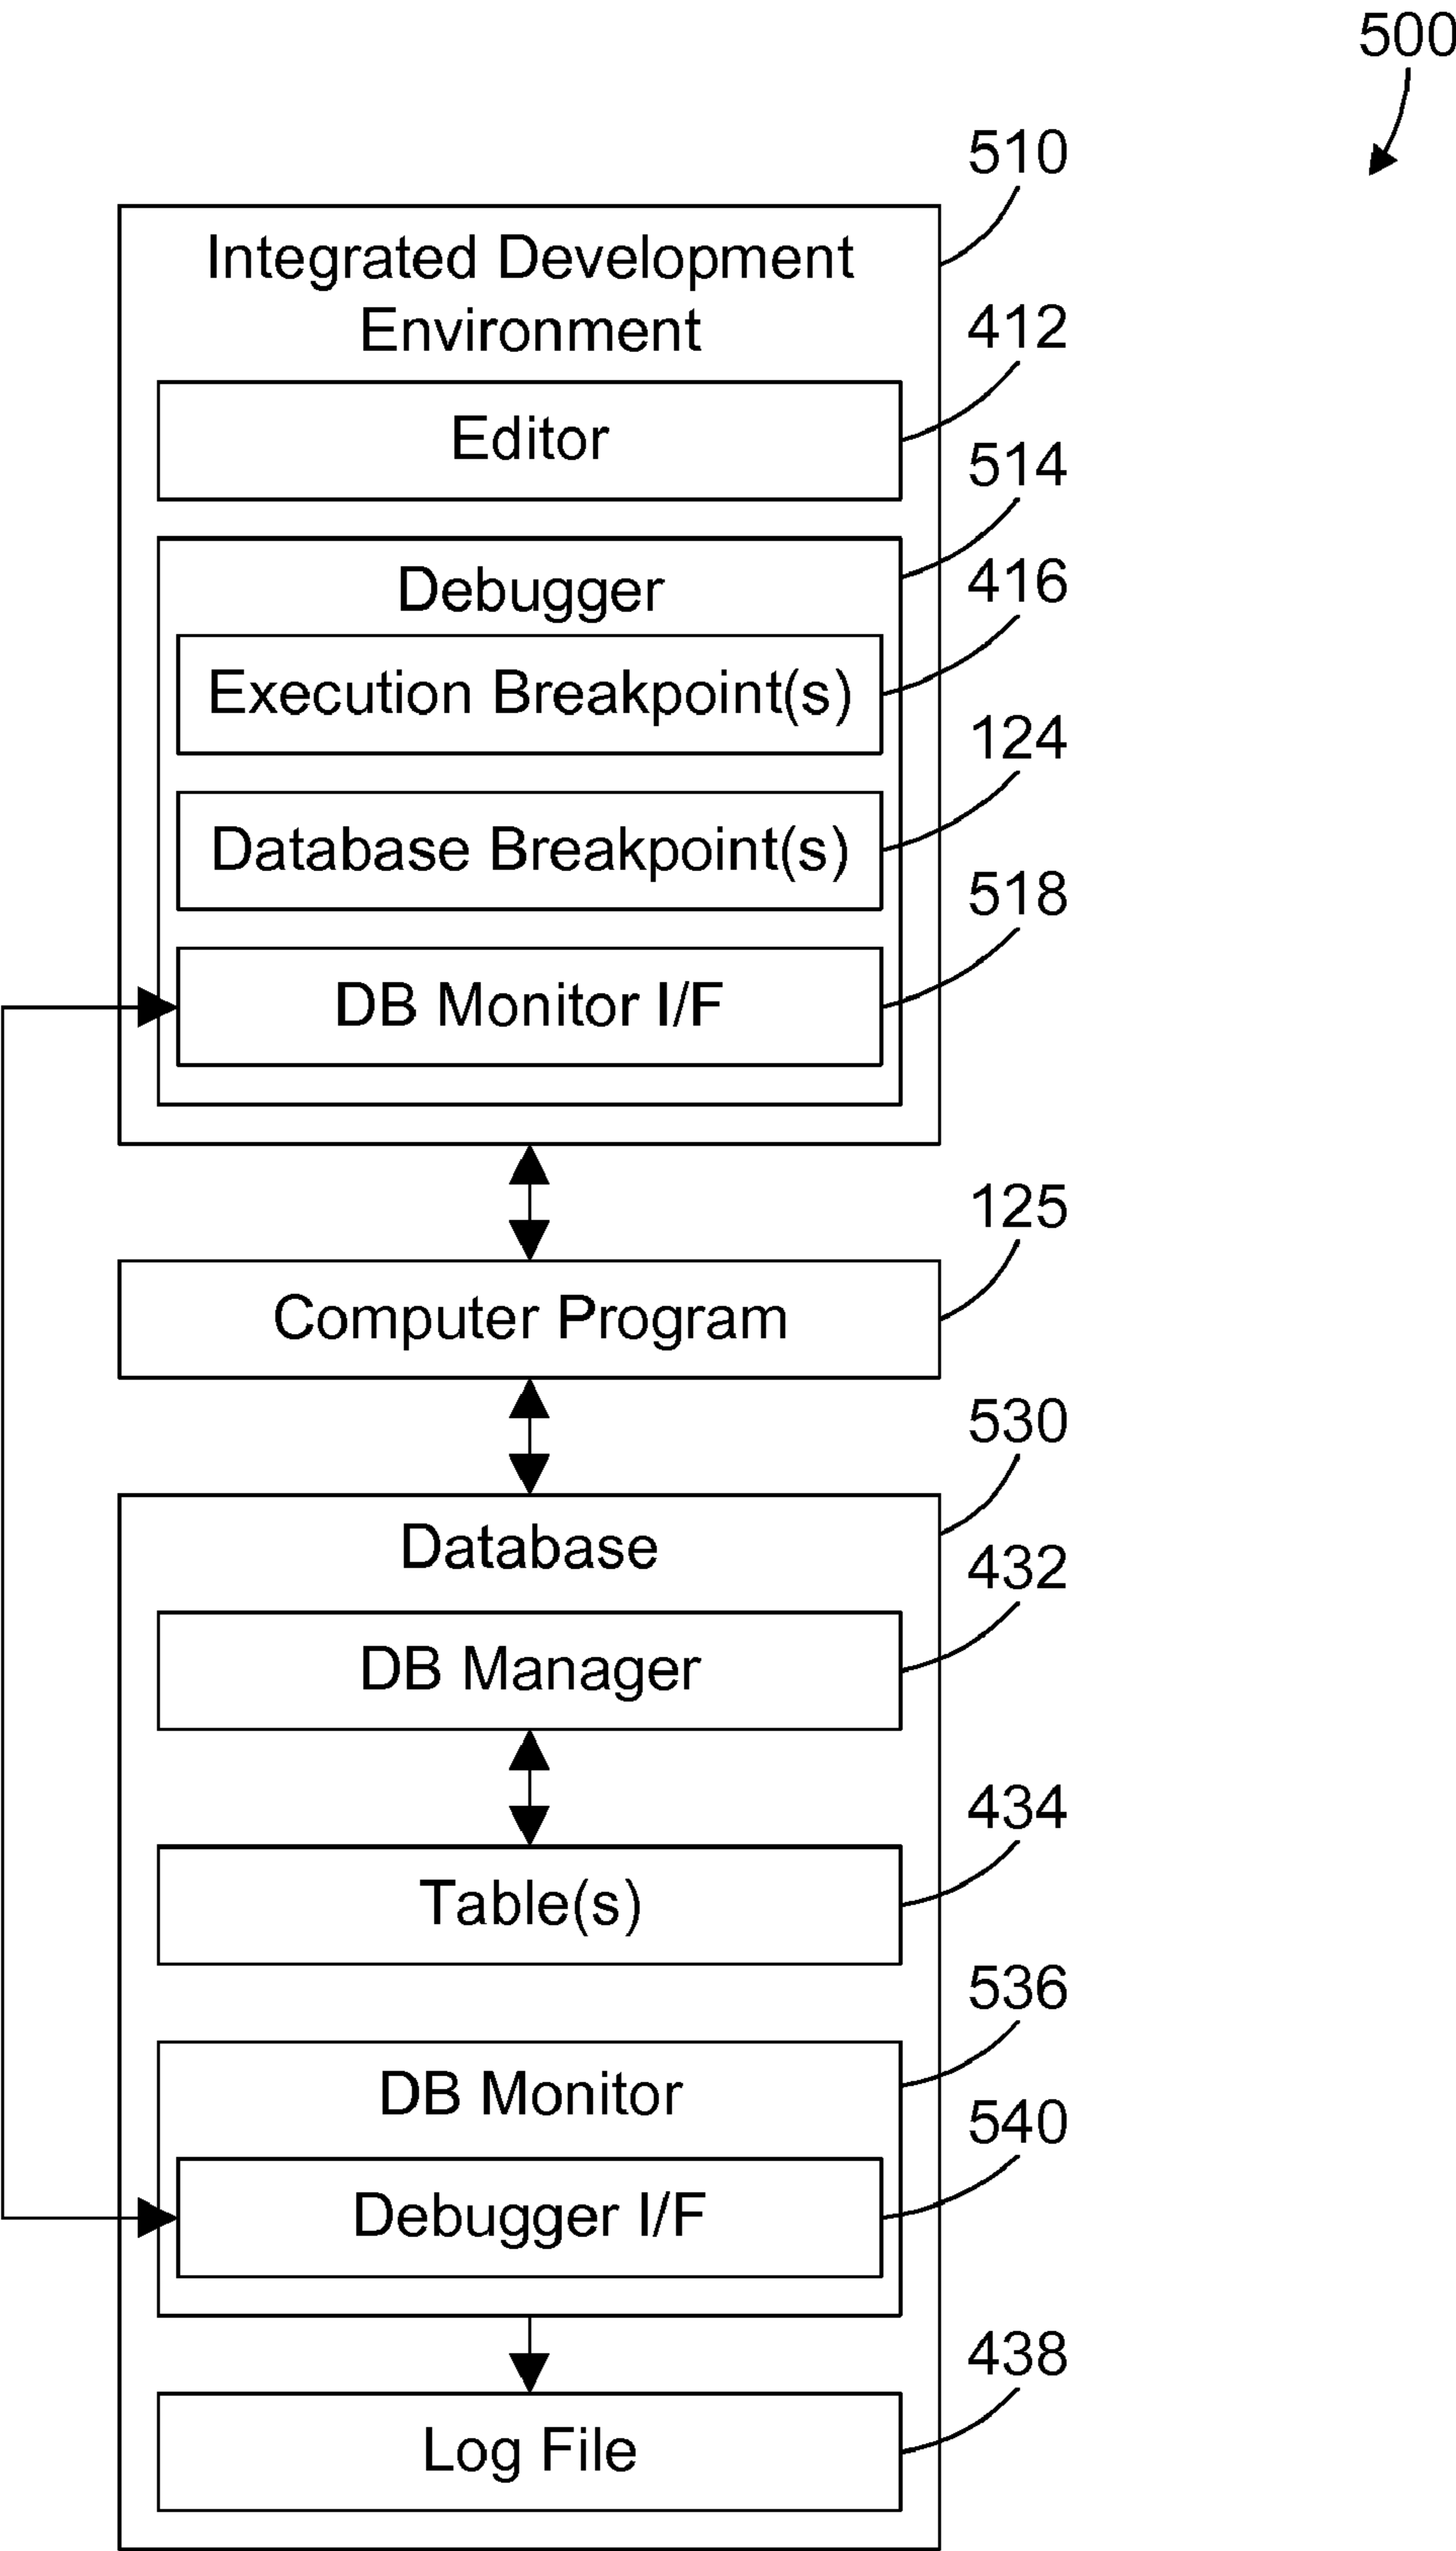 500
510
Integrated Development
Environment
412
Editor
514
Debugger
416
Execution Breakpoint(s)
124
Database Breakpoint(s)
518
DB Monitor I/F
125
Computer Program
530
Database
432
DB Manager
434
Table(s)
536
DB Monitor
540
Debugger I/F
438
Log File